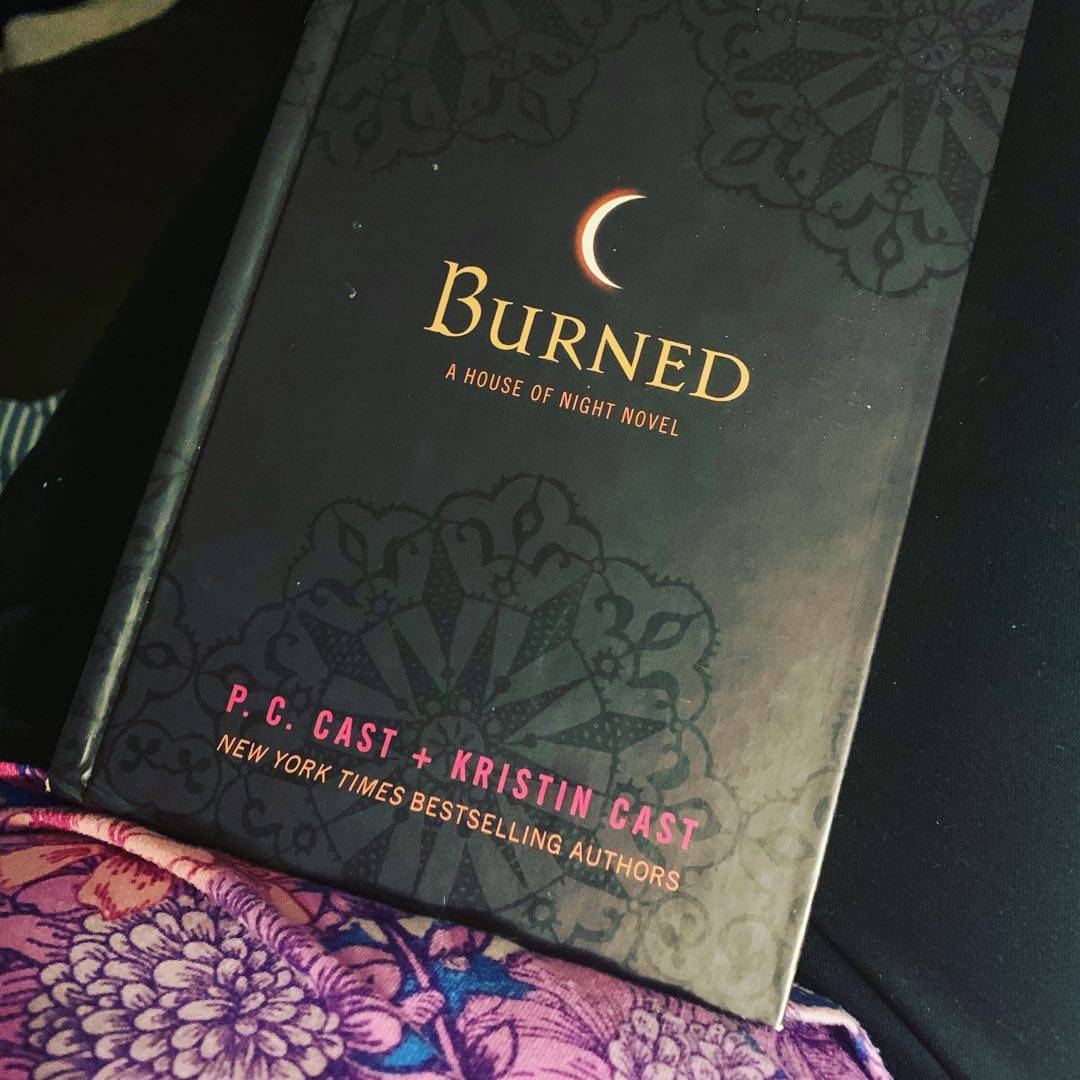 BURNED
A HOUSE OF NIGHT NOVEL
P. C. CAST + KRISTIN CAST
NEW YORK TIMES BESTSELLING AUTHORS